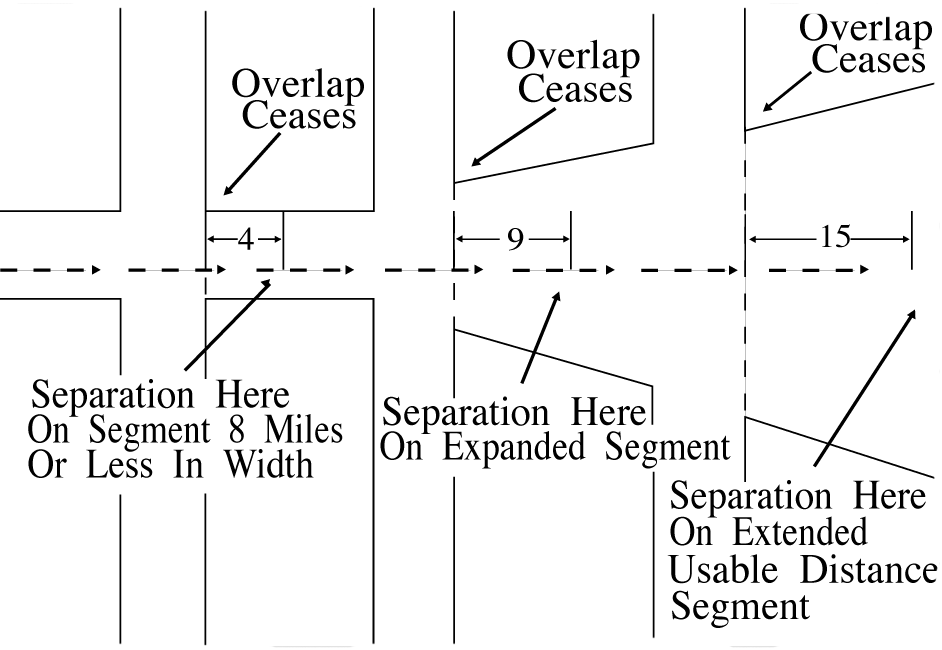 Overlap
Ceases
Overlap
Ceases
Overlap
Ceases
4
9
15
Separation Here
On Segment 8 Miles
Or Less In Width
Separation Here
On Expanded Segment
Separation Here
On Extended
Usable Distance
Segment